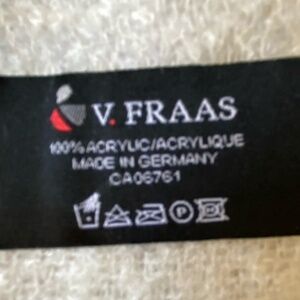 V. FRAAS
100% ACRYLIC/ACRYLIQUE
MADE IN GERMANY
CA06761
P